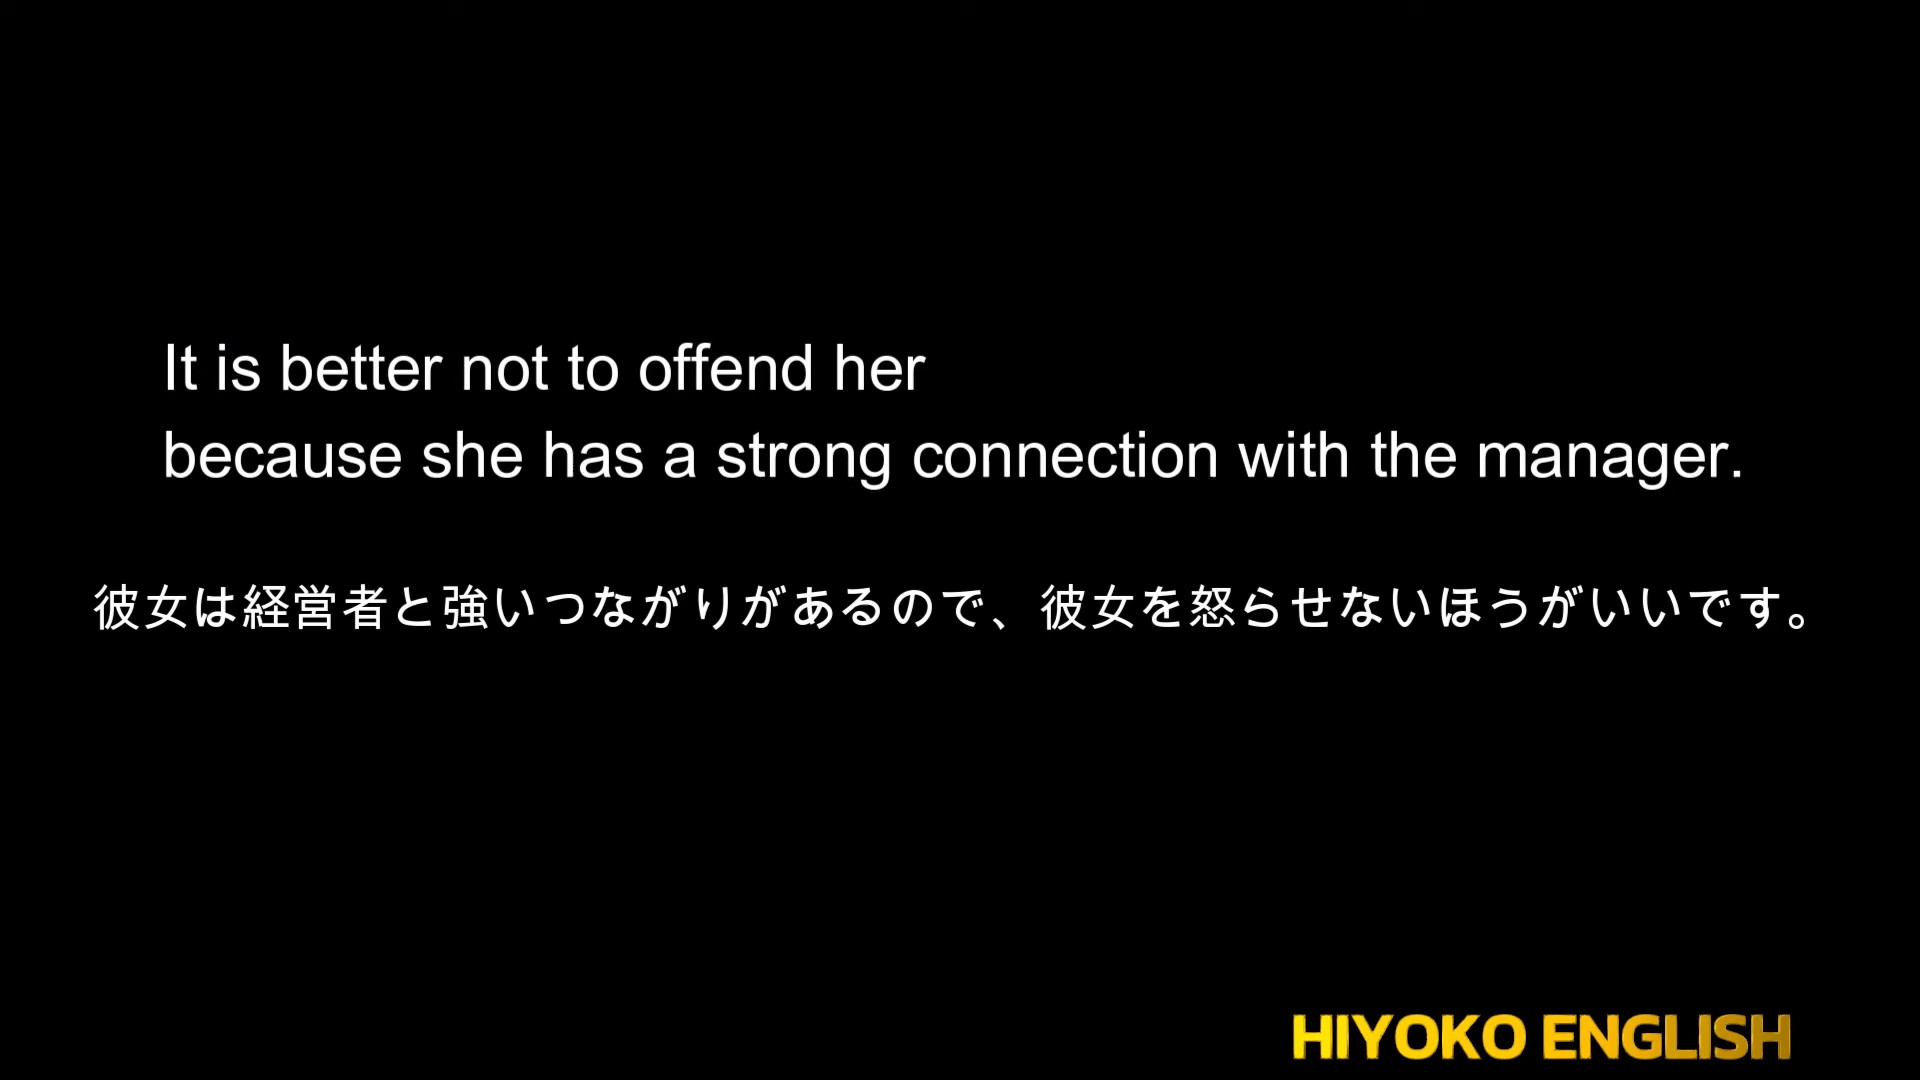 It is better not to offend her
because she has a strong connection with the manager.
彼女は経営者と強いつながりがあるので、彼女を怒らせないほうがいいです。
HIYOKO ENGLISH